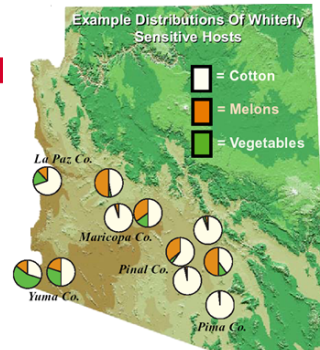 Example Distributions Of Whitefly
Sensitive Hosts
= Cotton
= Melons
= Vegetables
La Paz Co.
Maricopa Co.
Pinal Co.
Yuma Co.
Pima Co.